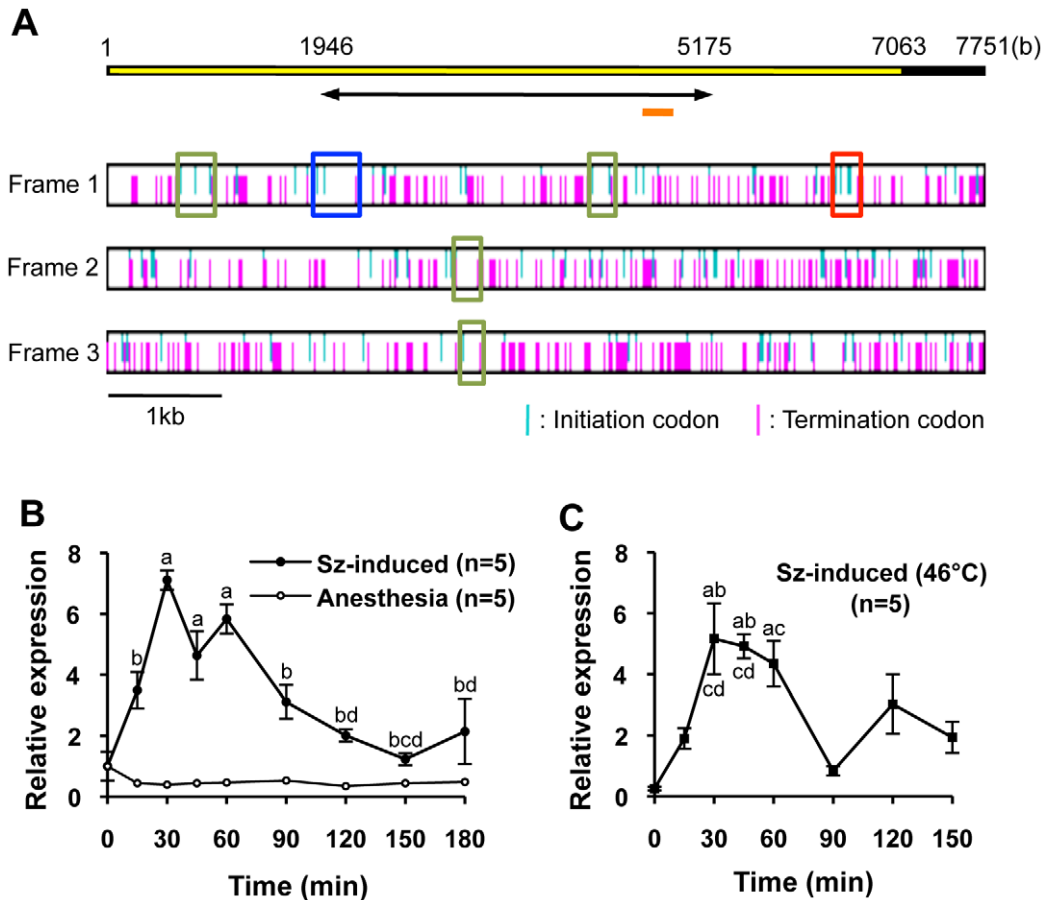 A
1 1946 5175 7063 7751(b)
Frame 1
Frame 2
Frame 3
1kb
: Initiation codon : Termination codon
B
Relative expression
8
6
4
2
0
a
a
a
b
b
bd
bcd
bd
Sz-induced (n=5)
Anesthesia (n=5)
0 30 60 90 120 150 180
Time (min)
C
Relative expression
8
6
4
2
0
Sz-induced (46°C)
(n=5)
ab
ab
ac
cd
cd
0 30 60 90 120 150
Time (min)